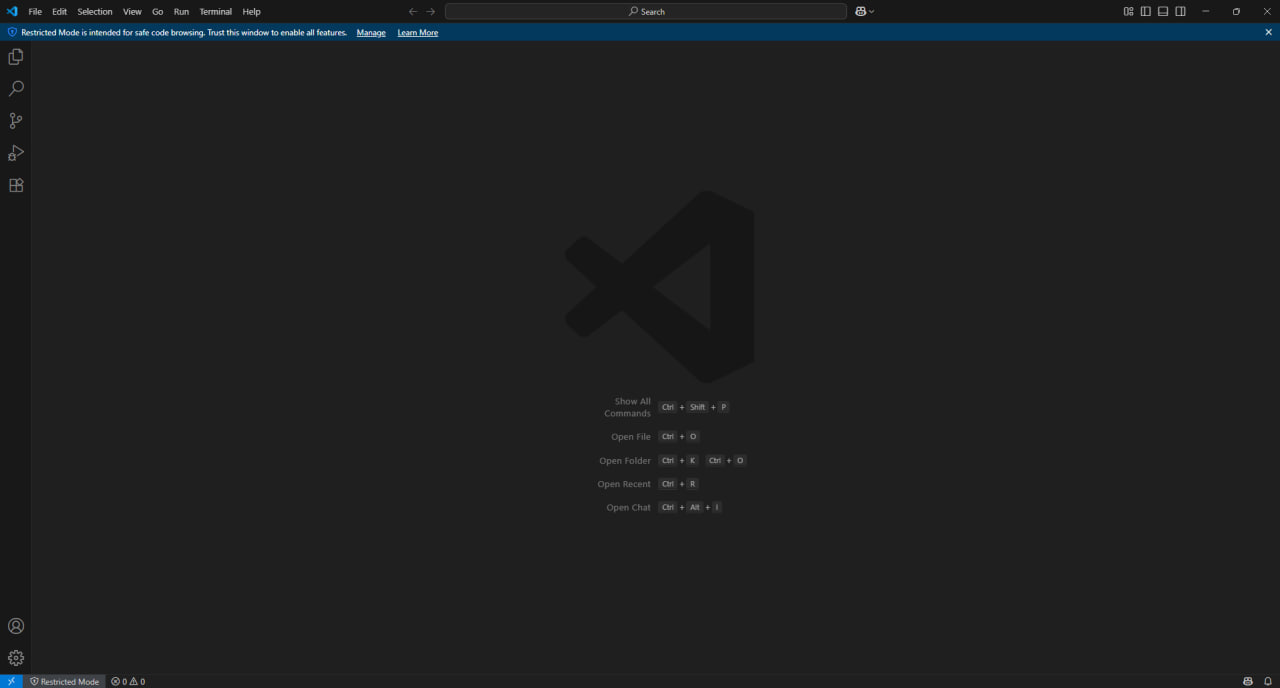 File Edit Selection View Go Run Terminal Help
Search
Restricted Mode is intended for safe code browsing. Trust this window to enable all features. Manage Learn More
Show All
Commands Ctrl + Shift + P
Open File Ctrl + O
Open Folder Ctrl + K Ctrl + O
Open Recent Ctrl + R
Open Chat Ctrl + Alt + I
Restricted Mode 0 0